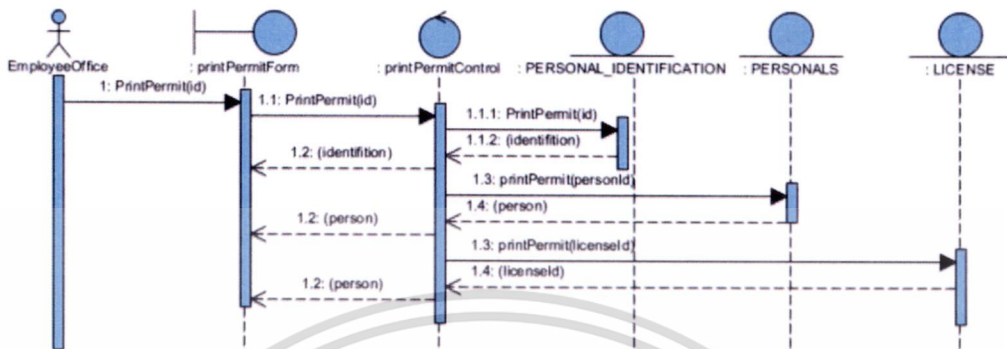 EmployeeOffice
: printPermitForm
: printPermitControl
: PERSONAL_IDENTIFICATION
: PERSONALS
: LICENSE
1: PrintPermit(id)
1.1: PrintPermit(id)
1.1.1: PrintPermit(id)
1.1.2: (identifition)
1.2: (identifition)
1.3: printPermit(personId)
1.4: (person)
1.2: (person)
1.3: printPermit(licenseId)
1.4: (licenseId)
1.2: (person)